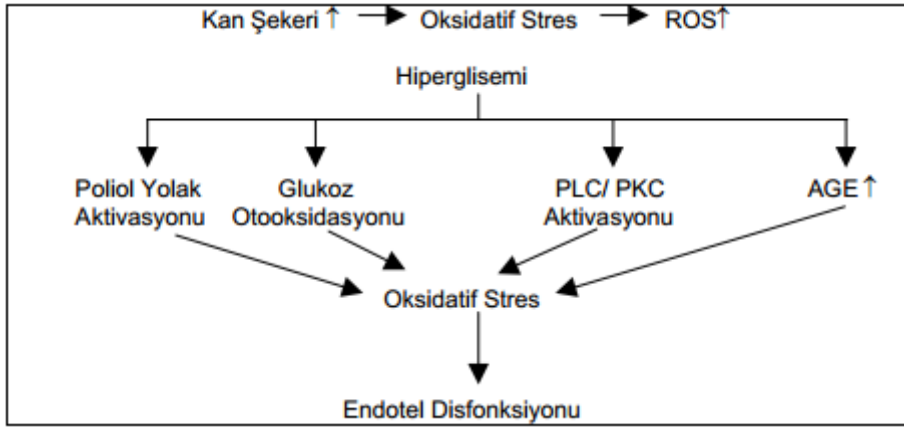 Kan Şekeri ↑ → Oksidatif Stres → ROS↑
Hiperglisemi
Poliol Yolak
Aktivasyonu
Glukoz
Otooksidasyonu
PLC/ PKC
Aktivasyonu
AGE ↑
Oksidatif Stres
Endotel Disfonksiyonu